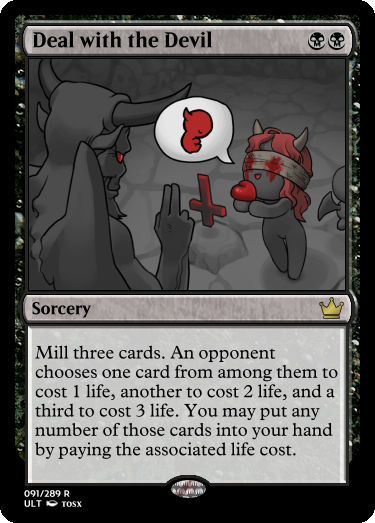 Deal with the Devil
Sorcery
Mill three cards. An opponent
chooses one card from among them to
cost 1 life, another to cost 2 life, and a
third to cost 3 life. You may put any
number of those cards into your hand
by paying the associated life cost.
091/289 R
ULT TOSX